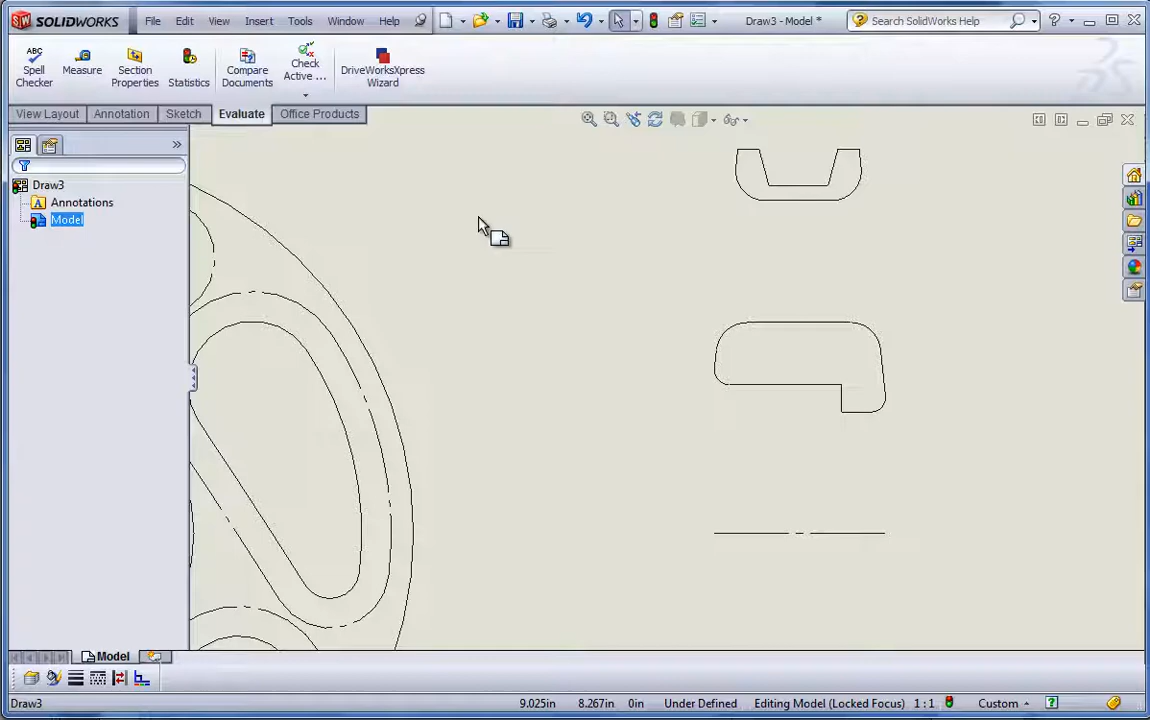 SOLIDWORKS File Edit View Insert Tools Window Help Draw3 - Model * Search SolidWorks Help
ABC
Spell Checker
Measure
Section Properties
Statistics
Compare Documents
Check Active ...
DriveWorksXpress Wizard
View Layout Annotation Sketch Evaluate Office Products
Draw3
A Annotations
Model
Model
Draw3 9.025in 8.267in 0in Under Defined Editing Model (Locked Focus) 1 : 1 Custom